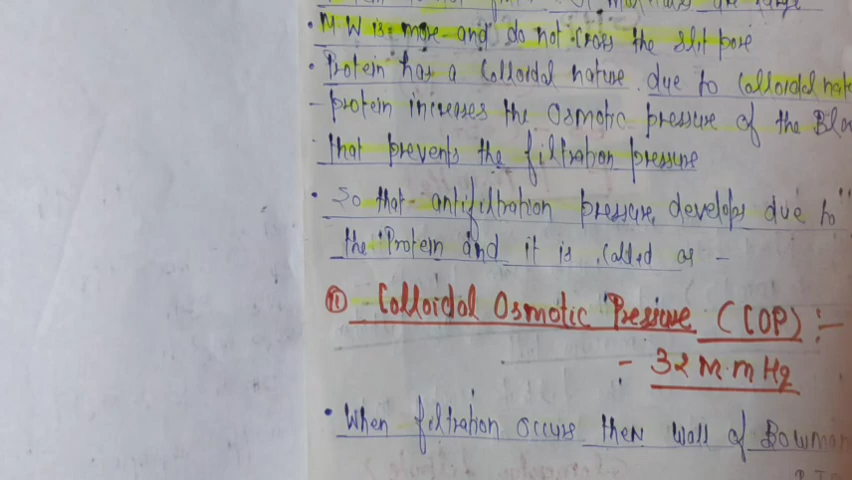 • M.W is more and do not cross the slit pore
• Protein has a Colloidal nature. due to Colloidal
- protein increases the Osmotic pressure of the
that prevents the filtration pressure
• So that antifiltration pressure develops due to
the Protein and it is called as -
ⓘⓘ Colloidal Osmotic Pressure (COP) :-
- 32 M.m Hg
• When filtration occurs then wall of